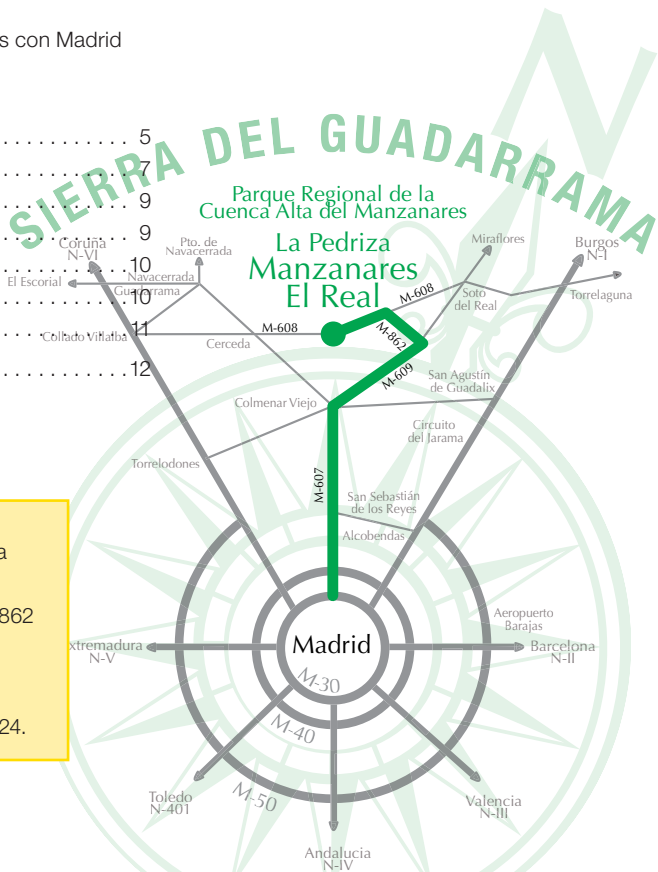 s con Madrid
. . . . . . . . . . . 5
. . . . . . . . . . . 7
. . . . . . . . . . . 9
. . . . . . . . . . . 9
. . . . . . . . . . . 10
. . . . . . . . . . . 10
. . . . . . . . . . . 11
. . . . . . . . . . . 12
N
SIERRA DEL GUADARRAMA
Parque Regional de la
Cuenca Alta del Manzanares
La Pedriza
Manzanares
El Real
Coruña
N-VI
Pto. de
Navacerrada
Miraflores
Burgos
N-I
El Escorial
Navacerrada
Guadarrama
M-608
Soto
del Real
Torrelaguna
Collado Villalba
M-608
Cerceda
M-862
M-609
San Agustín
de Guadalix
Colmenar Viejo
Circuito
del Jarama
Torrelodones
M-607
San Sebastián
de los Reyes
Alcobendas
a
862
24.
Aeropuerto
Barajas
xtremadura
N-V
Madrid
Barcelona
N-II
M-30
M-40
M-50
Toledo
N-401
Valencia
N-III
Andalucia
N-IV